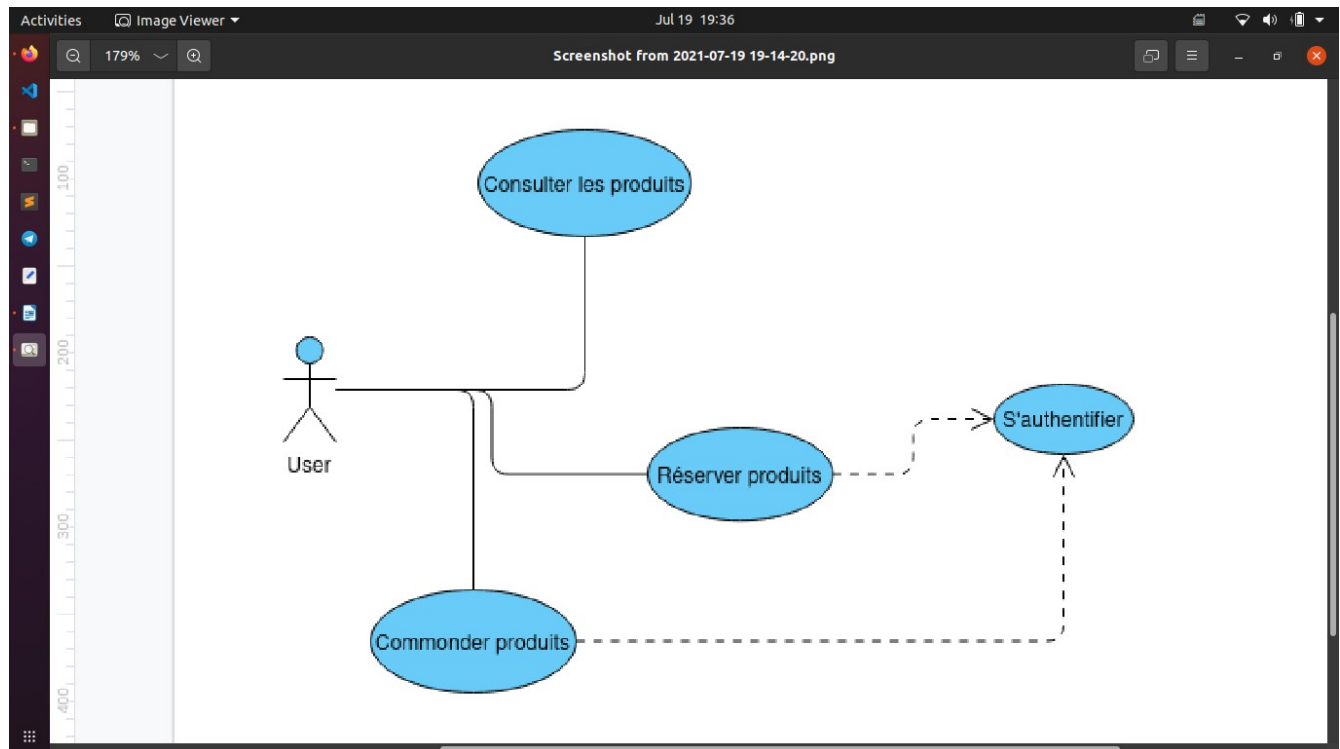 Activities Image Viewer Jul 19 19:36
179% Screenshot from 2021-07-19 19-14-20.png
100
Consulter les produits
200
User
S'authentifier
Réserver produits
300
Commonder produits
400